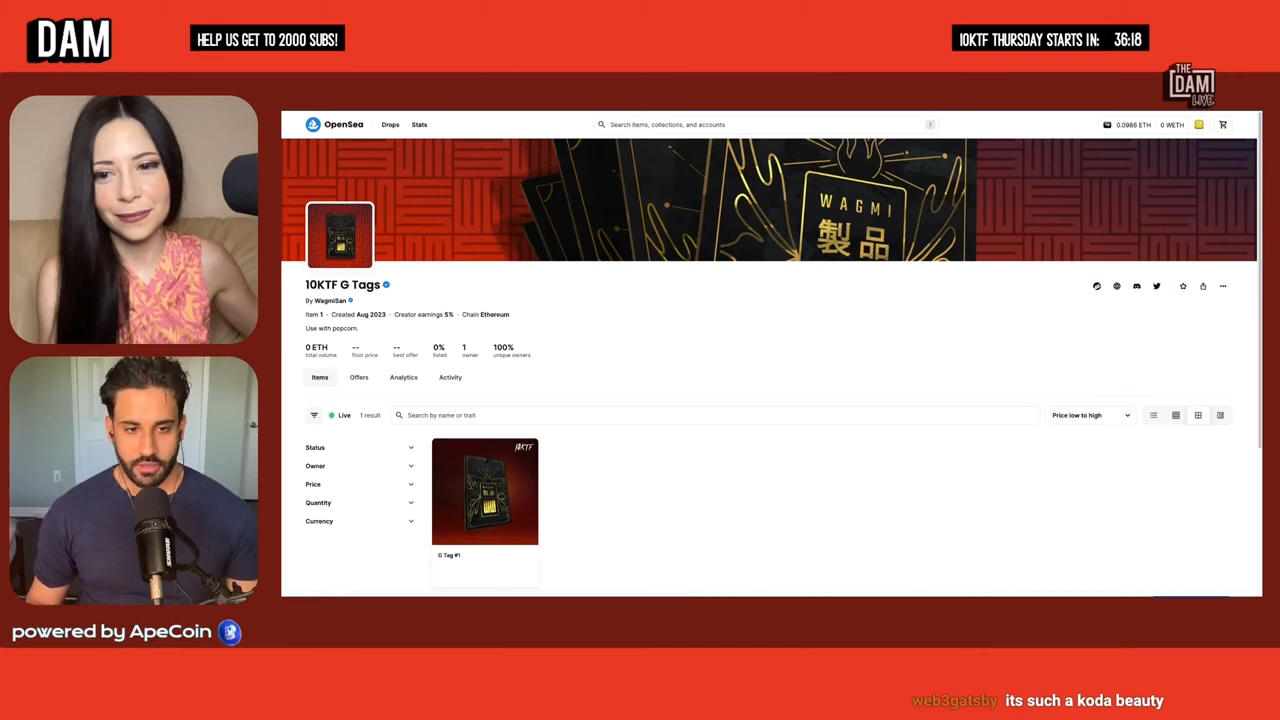 DAM
HELP US GET TO 2000 SUBS!
10KTF THURSDAY STARTS IN: 36:18
THE DAM LIVE
OpenSea Drops Stats Search items, collections, and accounts / 0.0986 ETH 0 WETH
WAGMI
製品
10KTF G Tags
By WagmiSan
Item 1 · Created Aug 2023 · Creator earnings 5% · Chain Ethereum
Use with popcorn.
0 ETH -- -- 0% 1 100%
total volume floor price best offer listed owner unique owners
Items Offers Analytics Activity
Live 1 result Search by name or trait Price low to high
Status
Owner
Price
Quantity
Currency
10KTF
WAGMI
製品
G Tag #1
SHURE
powered by ApeCoin
web3gatsby its such a koda beauty